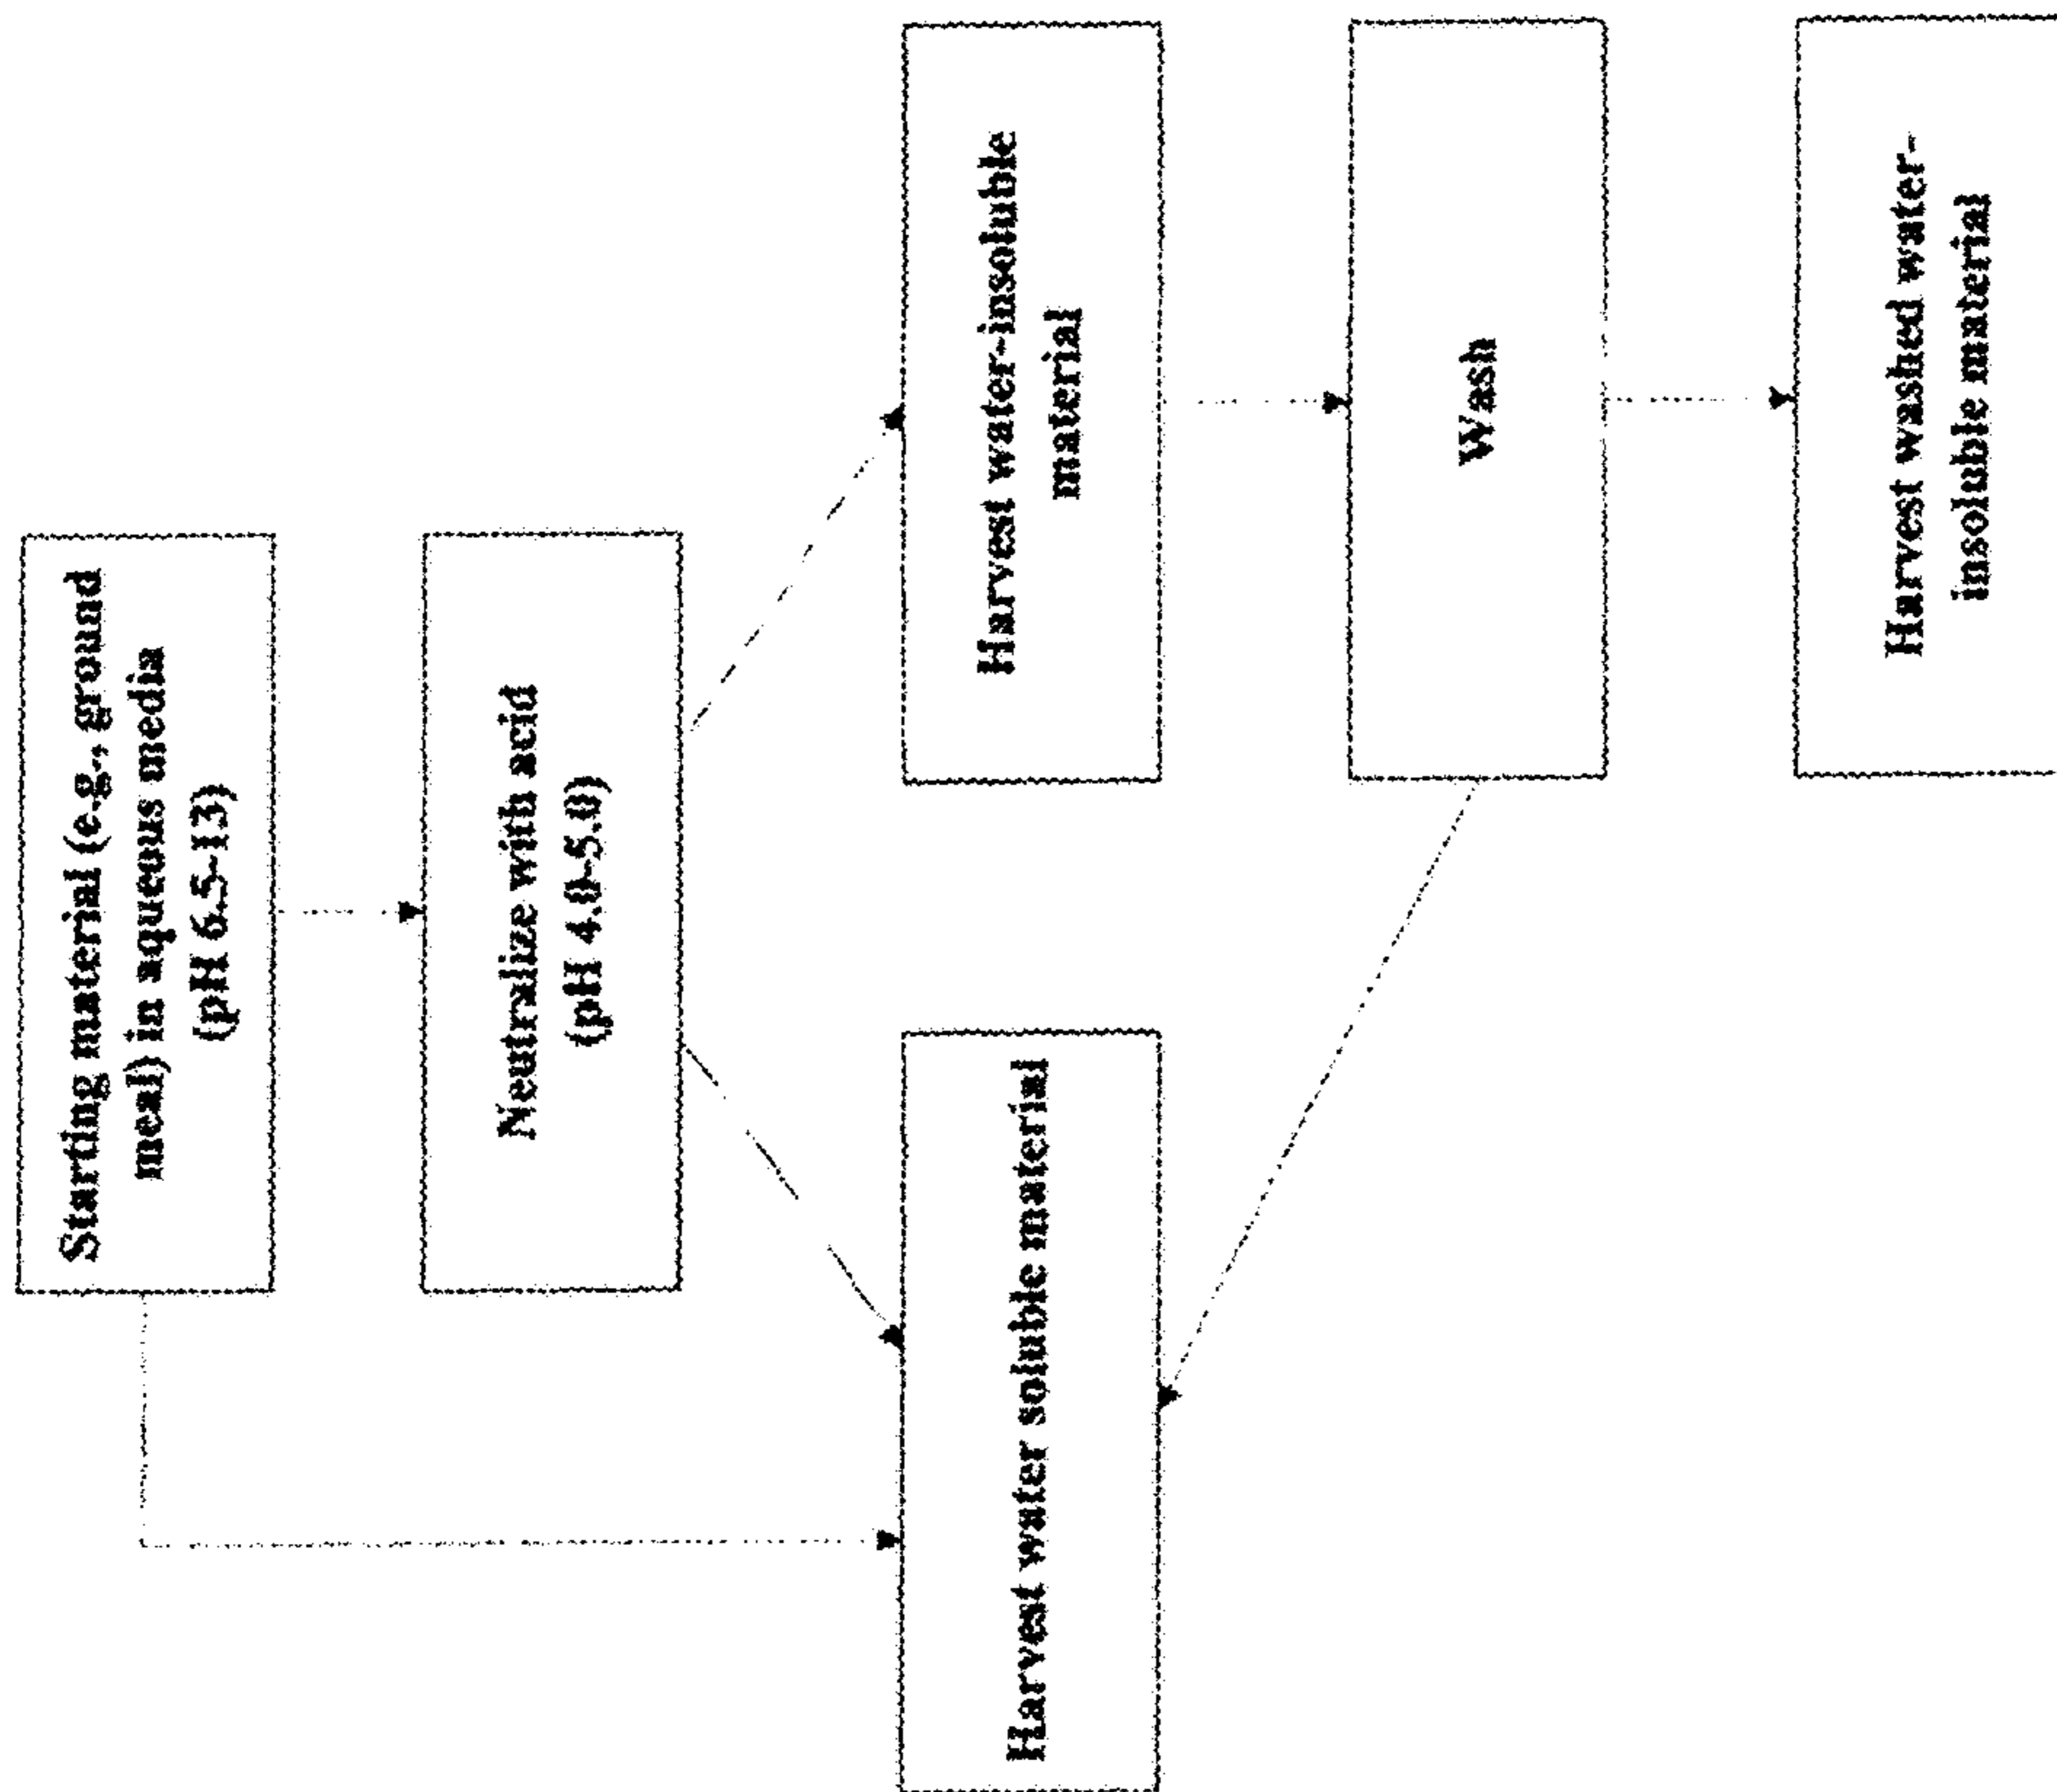 Starting material (e.g., ground
meal) in aqueous media
(pH 6.5-13)
Neutralize with acid
(pH 4.0-5.0)
Harvest water soluble material
Harvest water-insoluble
material
Wash
Harvest washed water-
insoluble material